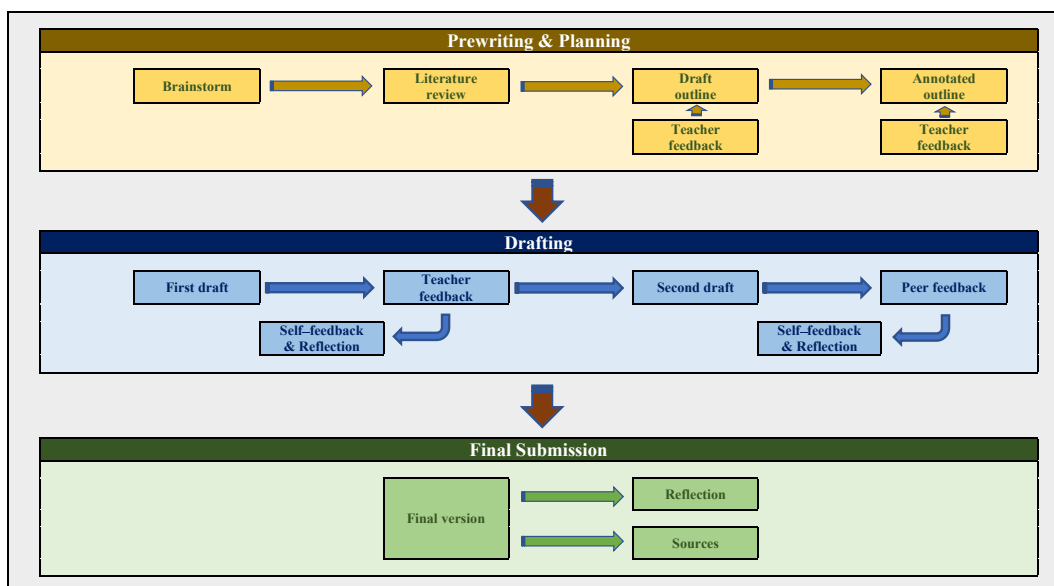 Prewriting & Planning
Brainstorm
Literature
review
Draft
outline
Annotated
outline
Teacher
feedback
Teacher
feedback
Drafting
First draft
Teacher
feedback
Second draft
Peer feedback
Self–feedback
& Reflection
Self–feedback
& Reflection
Final Submission
Final version
Reflection
Sources